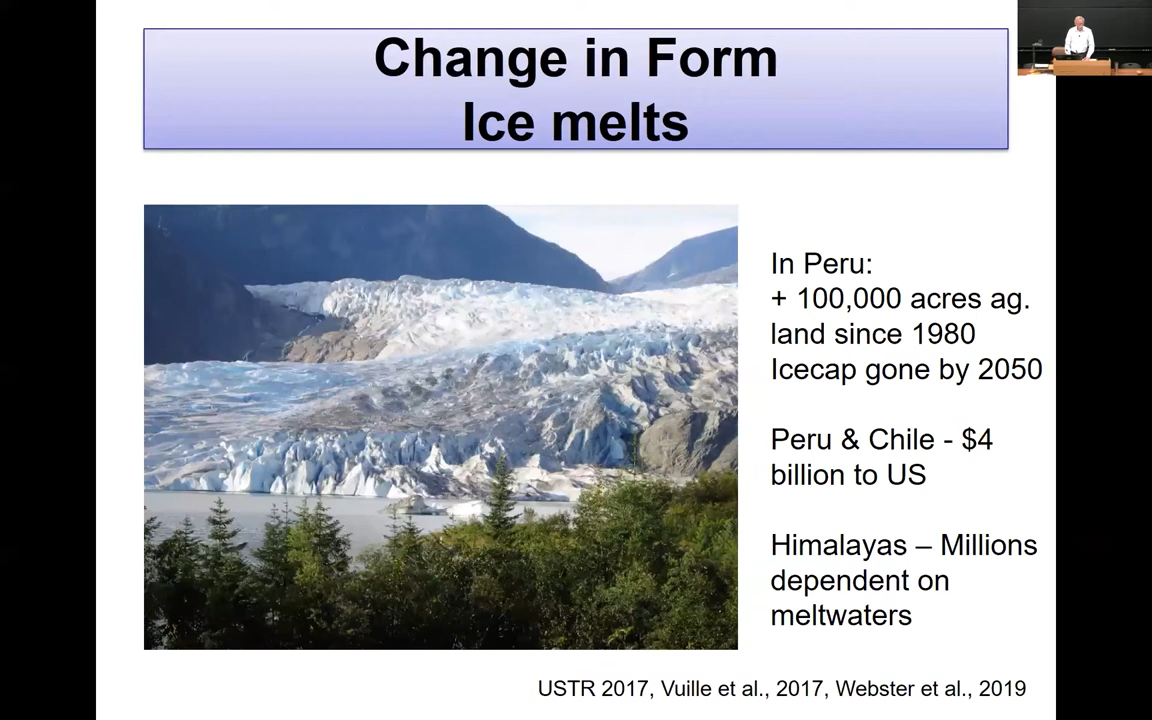 Change in Form
Ice melts
In Peru:
+ 100,000 acres ag.
land since 1980
Icecap gone by 2050
Peru & Chile - $4
billion to US
Himalayas – Millions
dependent on
meltwaters
USTR 2017, Vuille et al., 2017, Webster et al., 2019